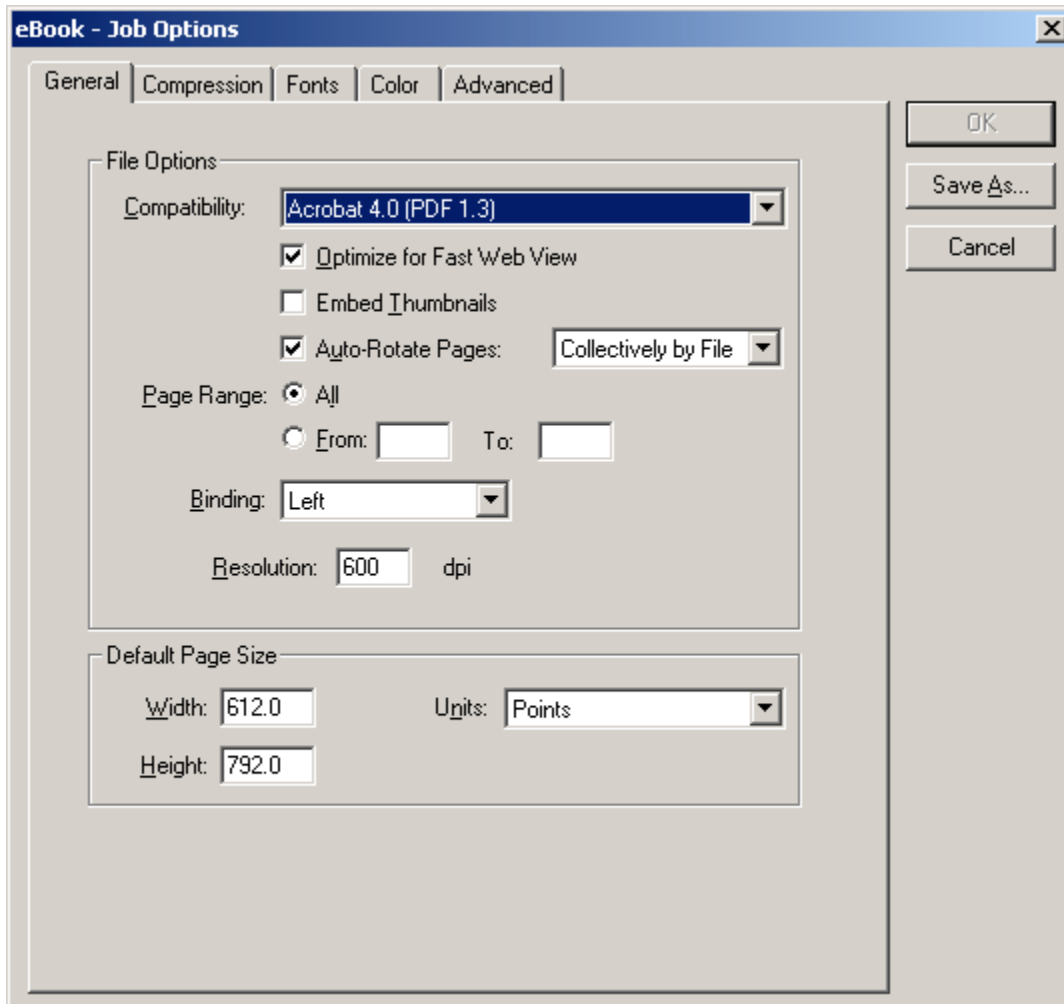 eBook - Job Options
General Compression Fonts Color Advanced
OK
File Options
Save As...
Compatibility: Acrobat 4.0 (PDF 1.3)
Cancel
Optimize for Fast Web View
Embed Thumbnails
Auto-Rotate Pages: Collectively by File
Page Range: All
From: To:
Binding: Left
Resolution: 600 dpi
Default Page Size
Width: 612.0 Units: Points
Height: 792.0